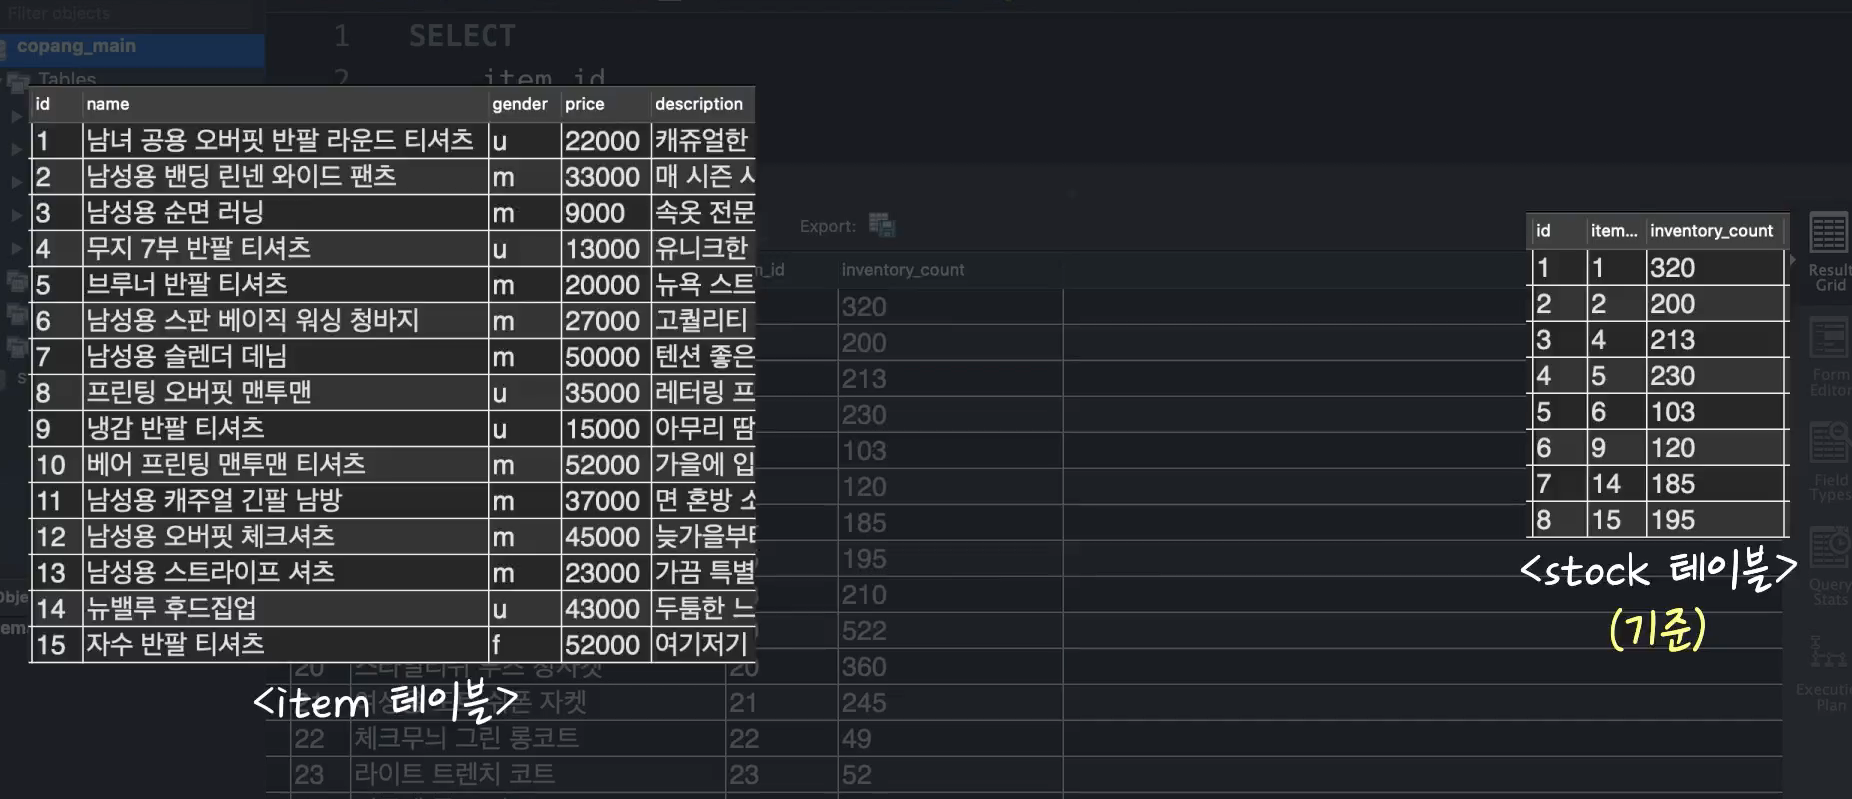 Filter objects
copang_main
Tables
1 SELECT
2 item id
id name gender price description
1 남녀 공용 오버핏 반팔 라운드 티셔츠 u 22000 캐쥬얼한
2 남성용 밴딩 린넨 와이드 팬츠 m 33000 매 시즌
3 남성용 순면 러닝 m 9000 속옷 전문
4 무지 7부 반팔 티셔츠 u 13000 유니크한
5 브루너 반팔 티셔츠 m 20000 뉴욕 스트
6 남성용 스판 베이직 워싱 청바지 m 27000 고퀄리티
7 남성용 슬렌더 데님 m 50000 텐션 좋은
8 프린팅 오버핏 맨투맨 u 35000 레터링 프
9 냉감 반팔 티셔츠 u 15000 아무리 땀
10 베어 프린팅 맨투맨 티셔츠 m 52000 가을에 입
11 남성용 캐주얼 긴팔 남방 m 37000 면 혼방
12 남성용 오버핏 체크셔츠 m 45000 늦가을부터
13 남성용 스트라이프 셔츠 m 23000 가끔 특별
14 뉴밸루 후드집업 u 43000 두툼한 느
15 자수 반팔 티셔츠 f 52000 여기저기
<item 테이블>
Export:
_id inventory_count
320
200
213
230
103
120
185
195
210
522
20 20 360
자켓 21 245
22 체크무늬 그린 롱코트 22 49
23 라이트 트렌치 코트 23 52
id item... inventory_count
1 1 320
2 2 200
3 4 213
4 5 230
5 6 103
6 9 120
7 14 185
8 15 195
<stock 테이블>
(기준)
Result
Grid
Form
Editor
Field
Types
Query
Stats
Executi
Plan